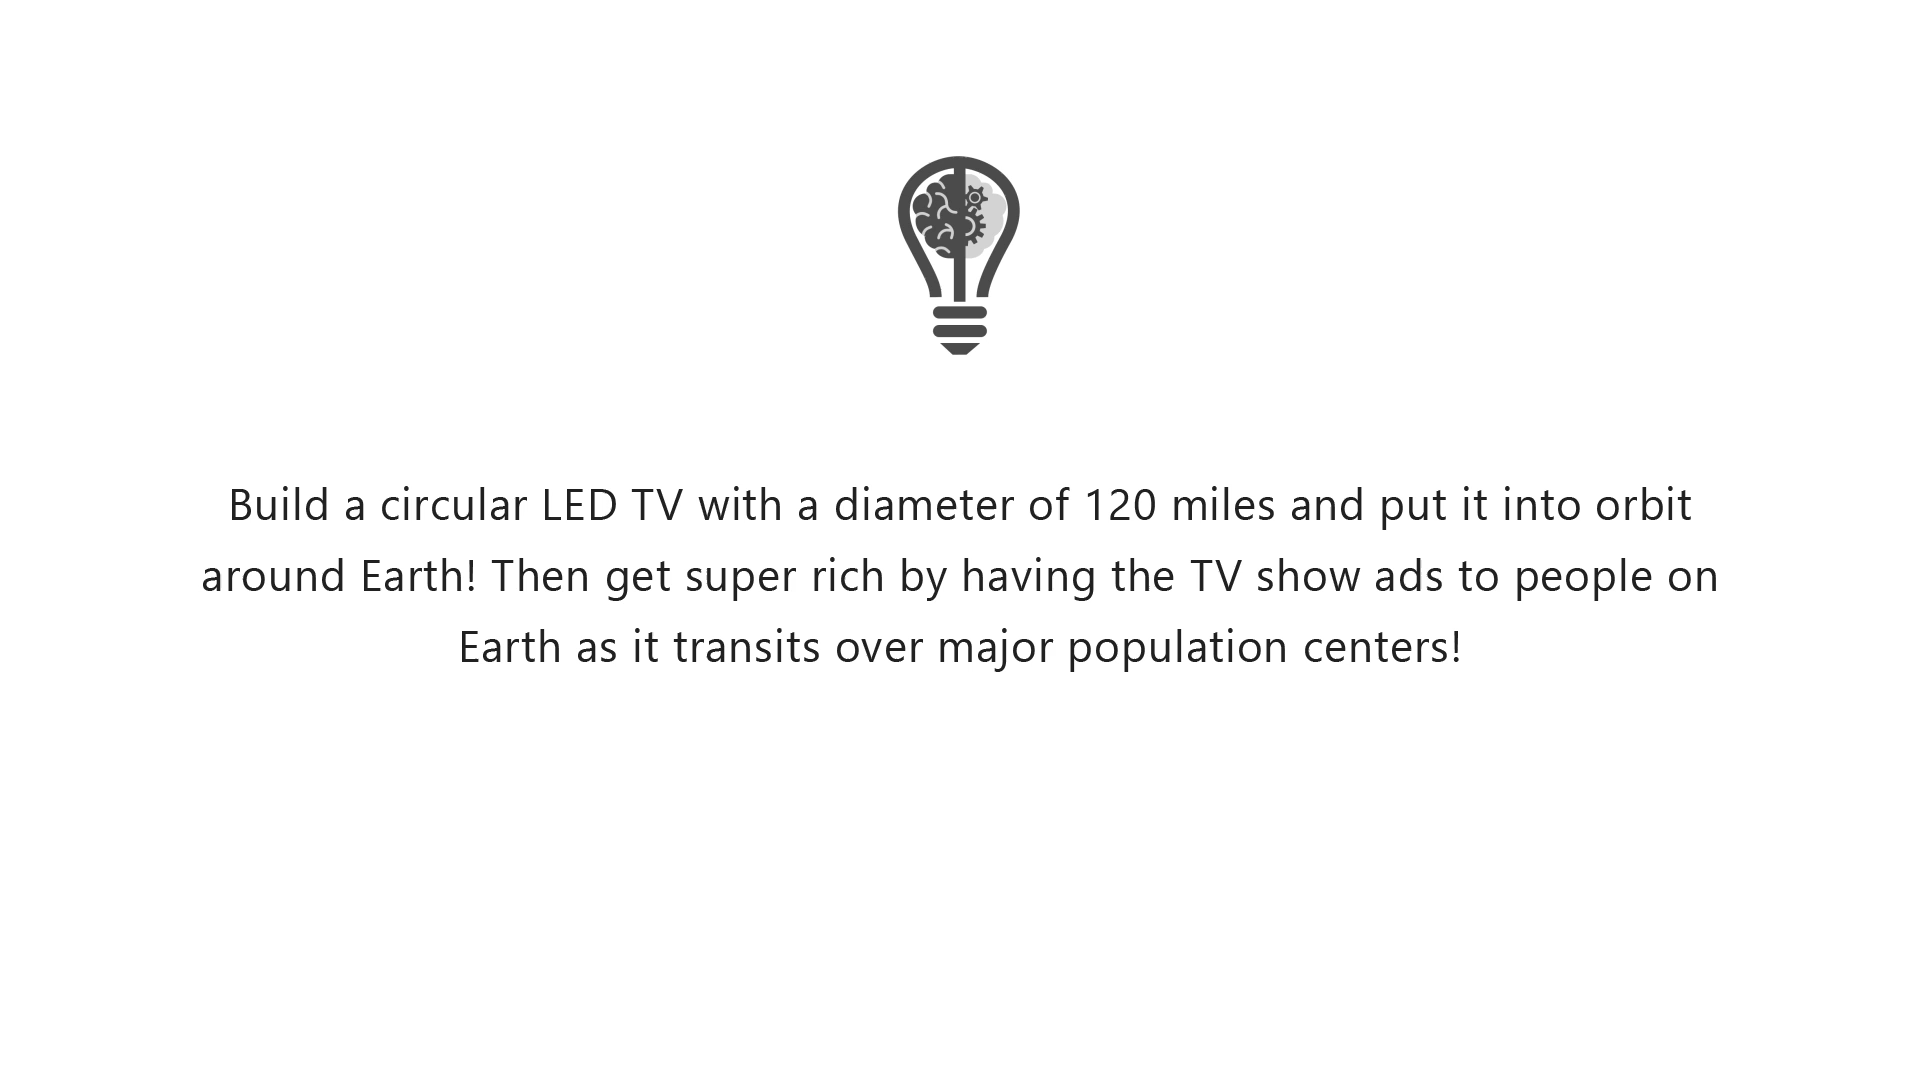 Build a circular LED TV with a diameter of 120 miles and put it into orbit
around Earth! Then get super rich by having the TV show ads to people on
Earth as it transits over major population centers!